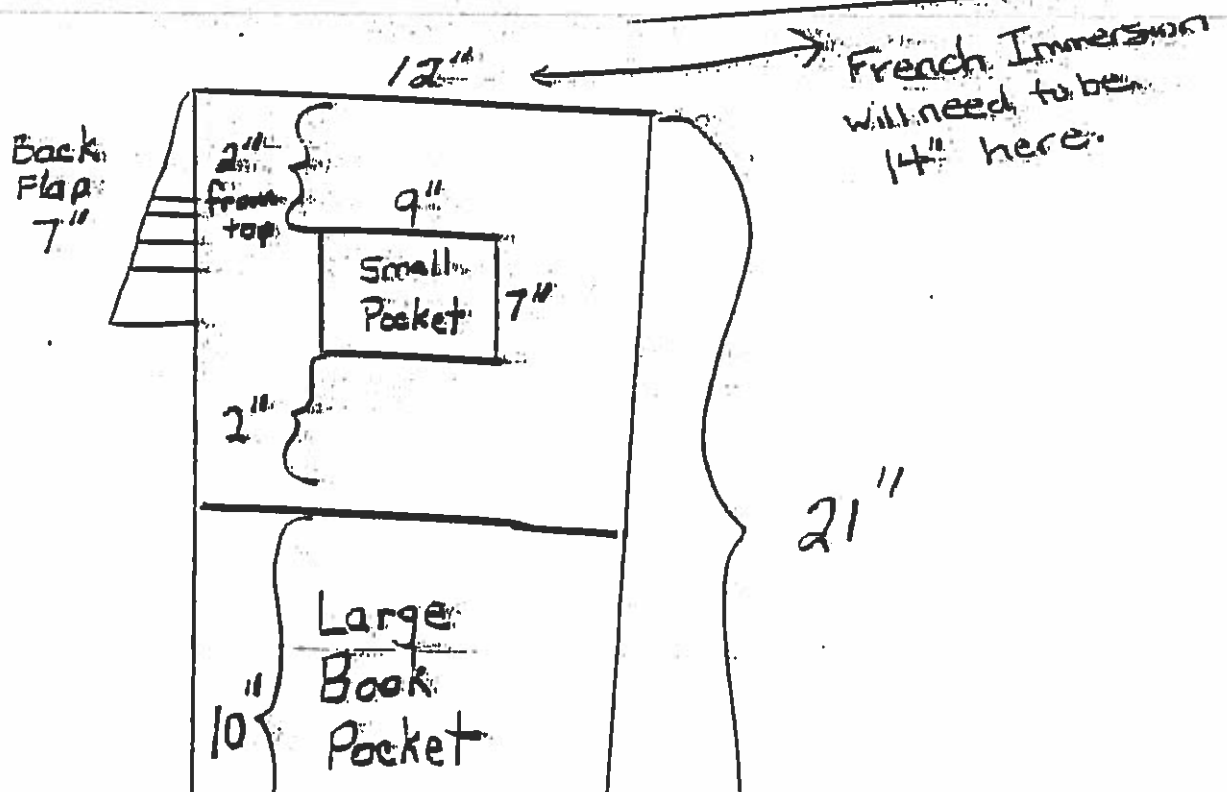 12"
French Immersion
will need to be
14" here.
Back
Flap
7"
2"
from
top
9"
Small
Pocket
7"
2"
21"
Large
Book
Pocket
10"